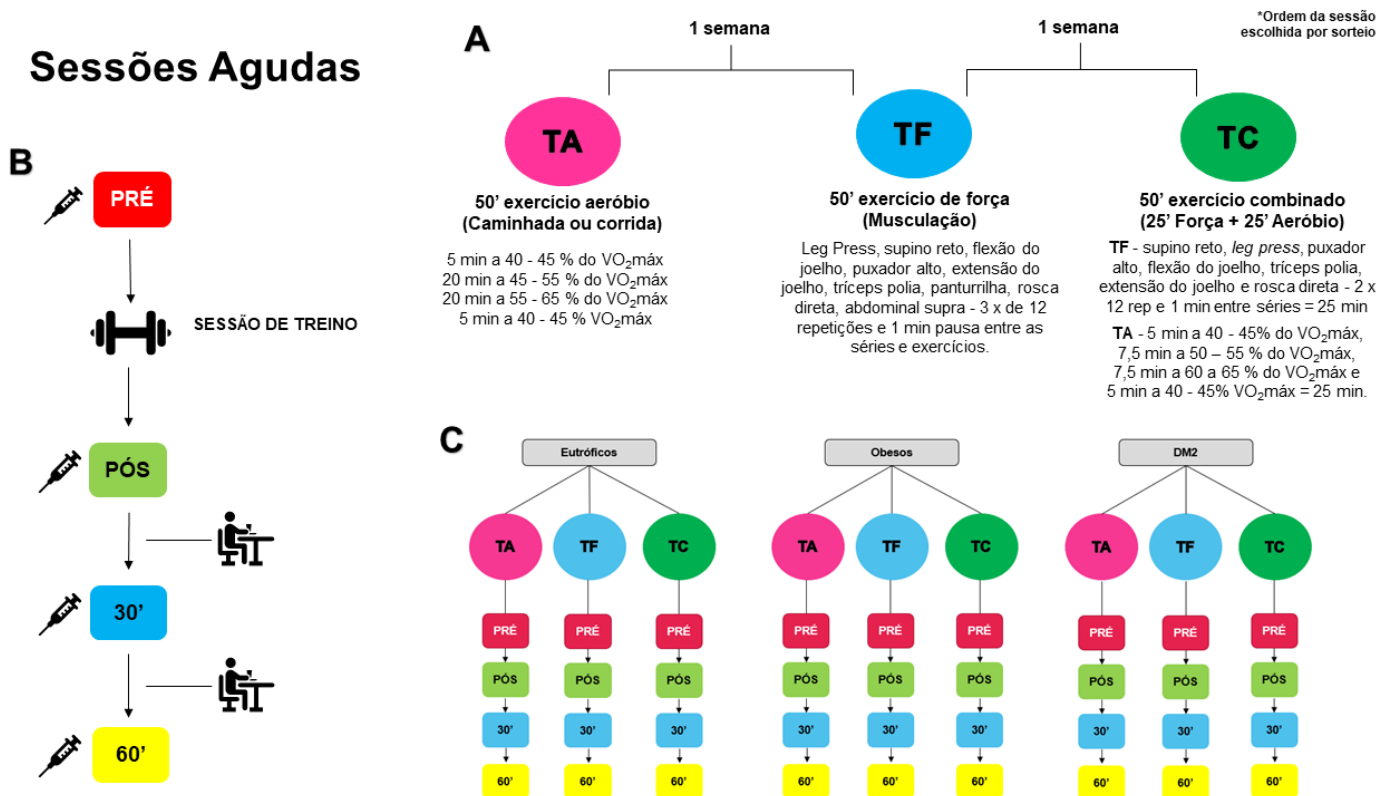 Sessões Agudas
A
1 semana
1 semana
*Ordem da sessão
escolhida por sorteio
TA
TF
TC
50’ exercício aeróbio
(Caminhada ou corrida)
5 min a 40 - 45 % do VO₂máx
20 min a 45 - 55 % do VO₂máx
20 min a 55 - 65 % do VO₂máx
5 min a 40 - 45 % VO₂máx
50’ exercício de força
(Musculação)
Leg Press, supino reto, flexão do
joelho, puxador alto, extensão do
joelho, tríceps polia, panturrilha, rosca
direta, abdominal supra - 3 x de 12
repetições e 1 min pausa entre as
séries e exercícios.
50’ exercício combinado
(25’ Força + 25’ Aeróbio)
TF - supino reto, leg press, puxador
alto, flexão do joelho, tríceps polia,
extensão do joelho e rosca direta - 2 x
12 rep e 1 min entre séries = 25 min
TA - 5 min a 40 - 45% do VO₂máx,
7,5 min a 50 – 55 % do VO₂máx,
7,5 min a 60 a 65 % do VO₂máx e
5 min a 40 - 45% VO₂máx = 25 min.
B
PRÉ
SESSÃO DE TREINO
PÓS
30’
60’
C
Eutróficos
Obesos
DM2
TA
TF
TC
TA
TF
TC
TA
TF
TC
PRÉ
PRÉ
PRÉ
PRÉ
PRÉ
PRÉ
PRÉ
PRÉ
PRÉ
PÓS
PÓS
PÓS
PÓS
PÓS
PÓS
PÓS
PÓS
PÓS
30’
30’
30’
30’
30’
30’
30’
30’
30’
60’
60’
60’
60’
60’
60’
60’
60’
60’